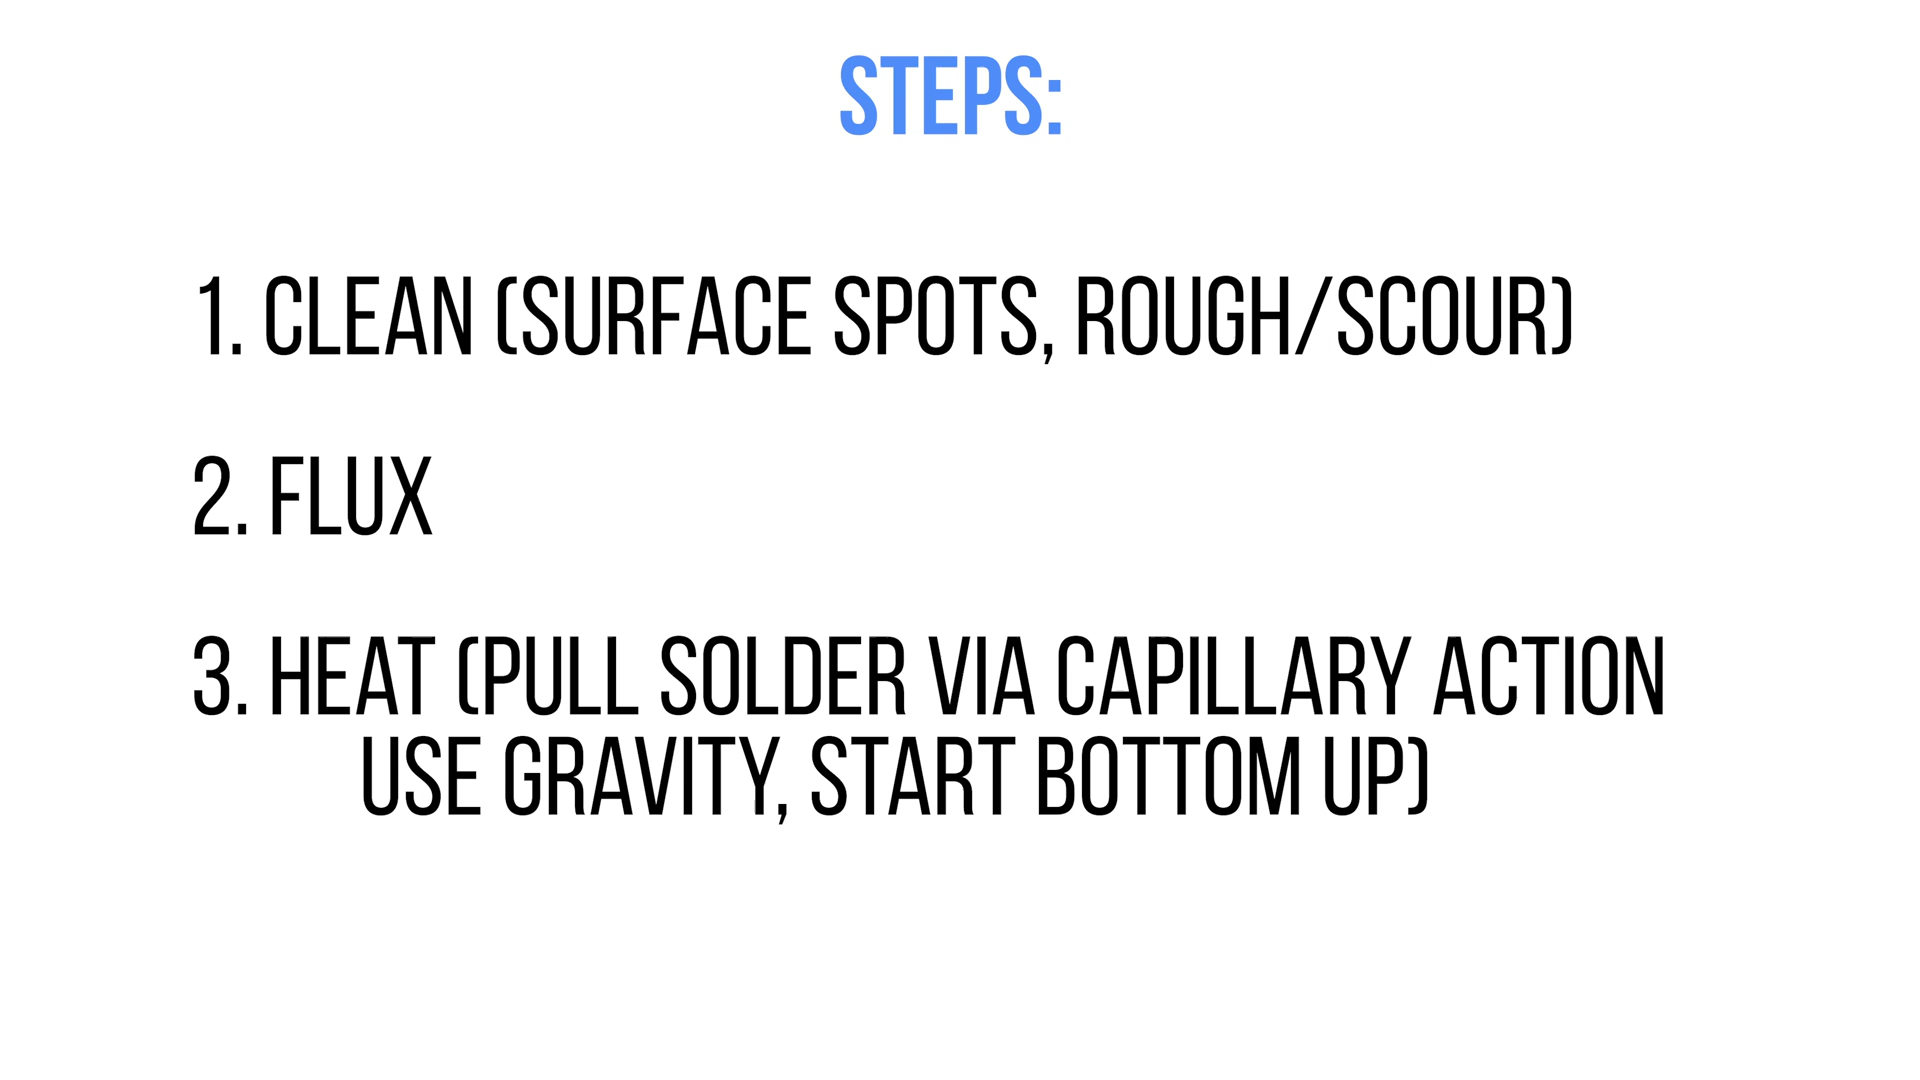 STEPS:
1. CLEAN (SURFACE SPOTS, ROUGH/SCOUR)
2. FLUX
3. HEAT (PULL SOLDER VIA CAPILLARY ACTION
USE GRAVITY, START BOTTOM UP)